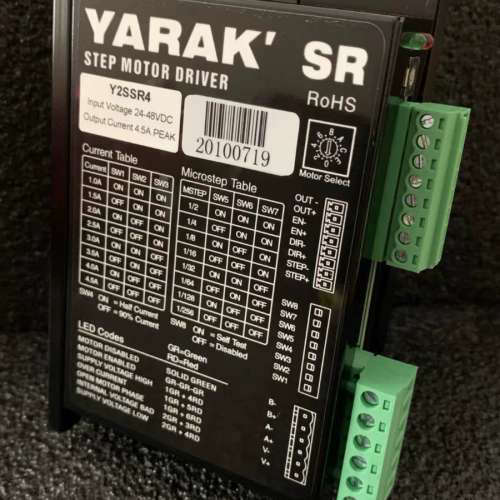 YARAK' SR
STEP MOTOR DRIVER
RoHS
Y2SSR4
Input Voltage 24-48VDC
Output Current 4.5A PEAK
20100719
Motor Select
Current Table
Current SW1 SW2 SW3
1.0A ON ON ON
1.5A OFF ON ON
2.0A ON OFF ON
2.5A OFF OFF ON
3.0A ON ON OFF
3.5A OFF ON OFF
4.0A ON OFF OFF
4.5A OFF OFF OFF
SW4 ON = Half Current
OFF = 90% Current
Microstep Table
MSTEP SW5 SW6 SW7
1/2 ON ON ON
1/4 OFF ON ON
1/8 ON OFF ON
1/16 OFF OFF ON
1/32 ON ON OFF
1/64 OFF ON OFF
1/128 ON OFF OFF
1/256 OFF OFF OFF
SW8 ON = Self Test
OFF = Disabled
LED Codes
GR=Green
RD=Red
MOTOR DISABLED SOLID GREEN
MOTOR ENABLED GR-GR-GR
SUPPLY VOLTAGE HIGH 1GR + 4RD
OVER CURRENT 1GR + 5RD
OPEN MOTOR PHASE 1GR + 6RD
INTERNAL VOLTAGE BAD 2GR + 3RD
SUPPLY VOLTAGE LOW 2GR + 4RD
OUT -
OUT+
EN-
EN+
DIR-
DIR+
STEP-
STEP+
SW8
SW7
SW6
SW5
SW4
SW3
SW2
SW1
B-
B+
A-
A+
V-
V+